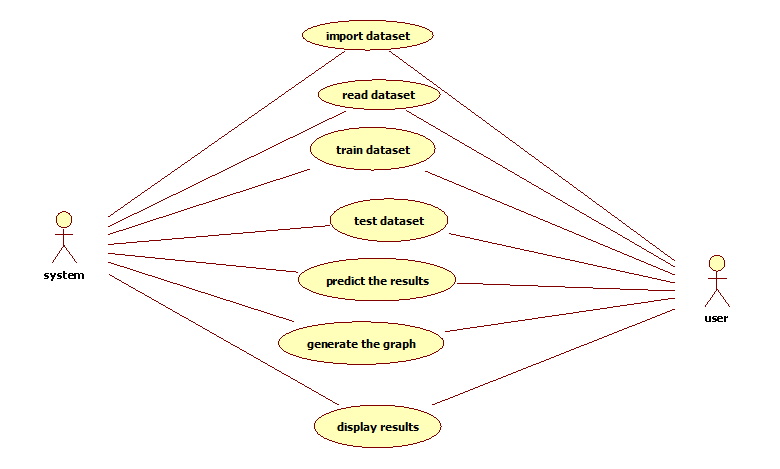 import dataset
read dataset
train dataset
test dataset
system
predict the results
user
generate the graph
display results